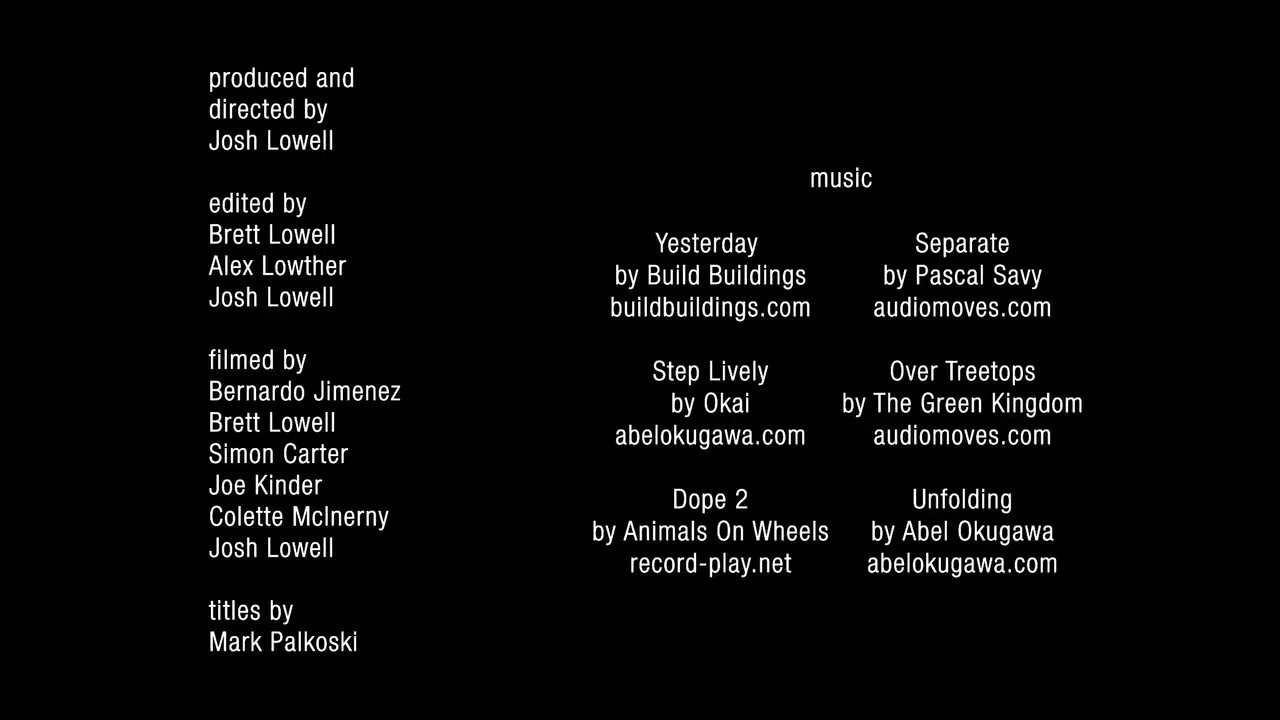 produced and
directed by
Josh Lowell
edited by
Brett Lowell
Alex Lowther
Josh Lowell
filmed by
Bernardo Jimenez
Brett Lowell
Simon Carter
Joe Kinder
Colette McInerny
Josh Lowell
titles by
Mark Palkoski
music
Yesterday
by Build Buildings
buildbuildings.com
Step Lively
by Okai
abelokugawa.com
Dope 2
by Animals On Wheels
record-play.net
Separate
by Pascal Savy
audiomoves.com
Over Treetops
by The Green Kingdom
audiomoves.com
Unfolding
by Abel Okugawa
abelokugawa.com